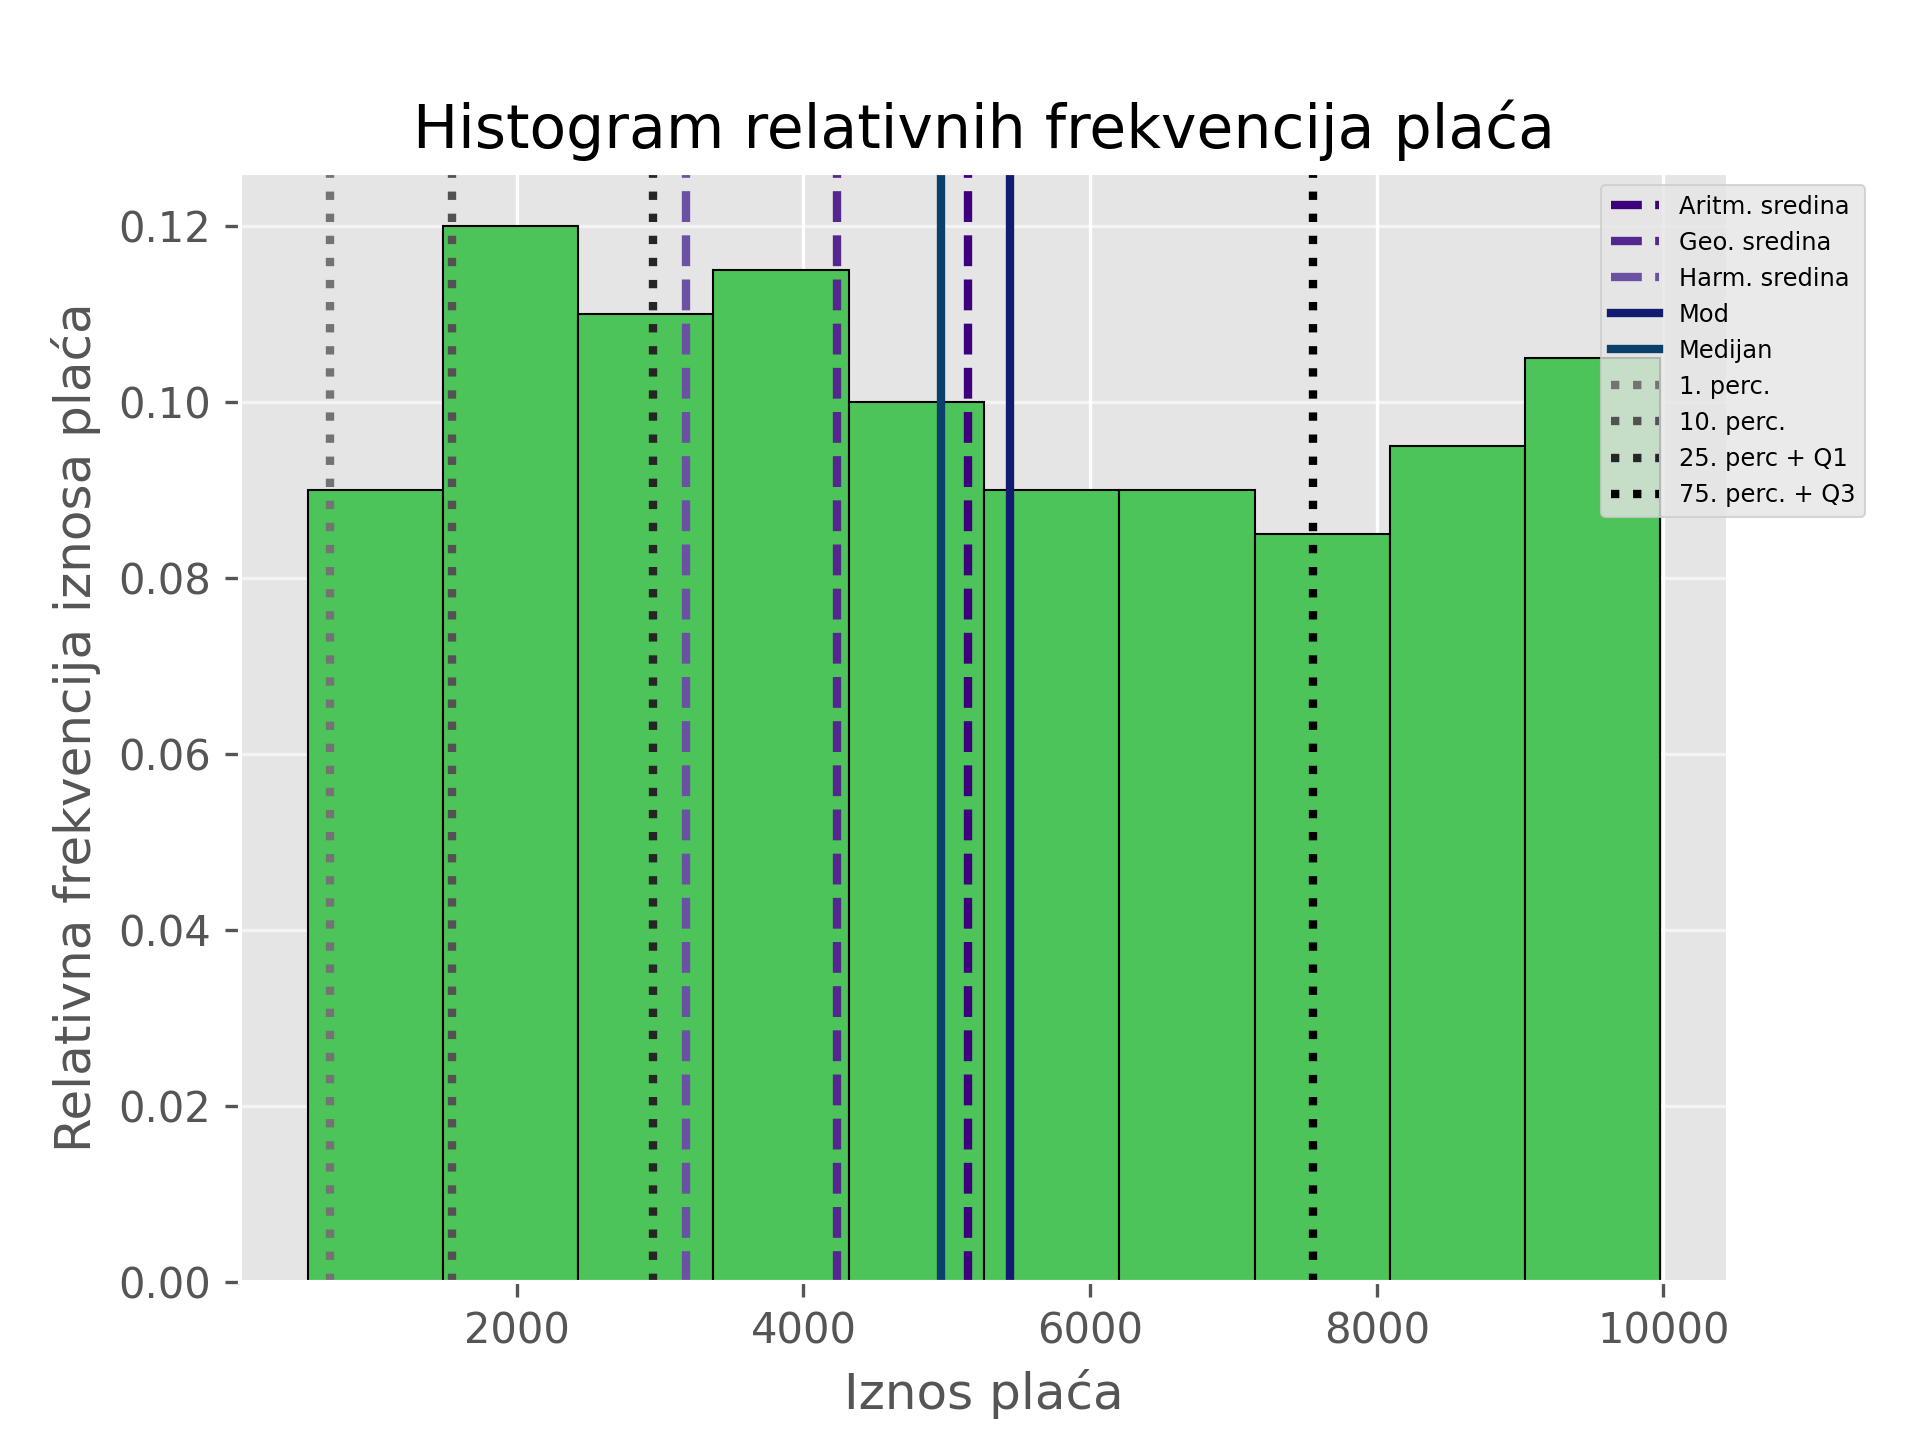 Histogram relativnih frekvencija plaća
Aritm. sredina
Geo. sredina
Harm. sredina
Mod
Medijan
1. perc.
10. perc.
25. perc + Q1
75. perc. + Q3
Relativna frekvencija iznosa plaća
0.12
0.10
0.08
0.06
0.04
0.02
0.00
2000 4000 6000 8000 10000
Iznos plaća